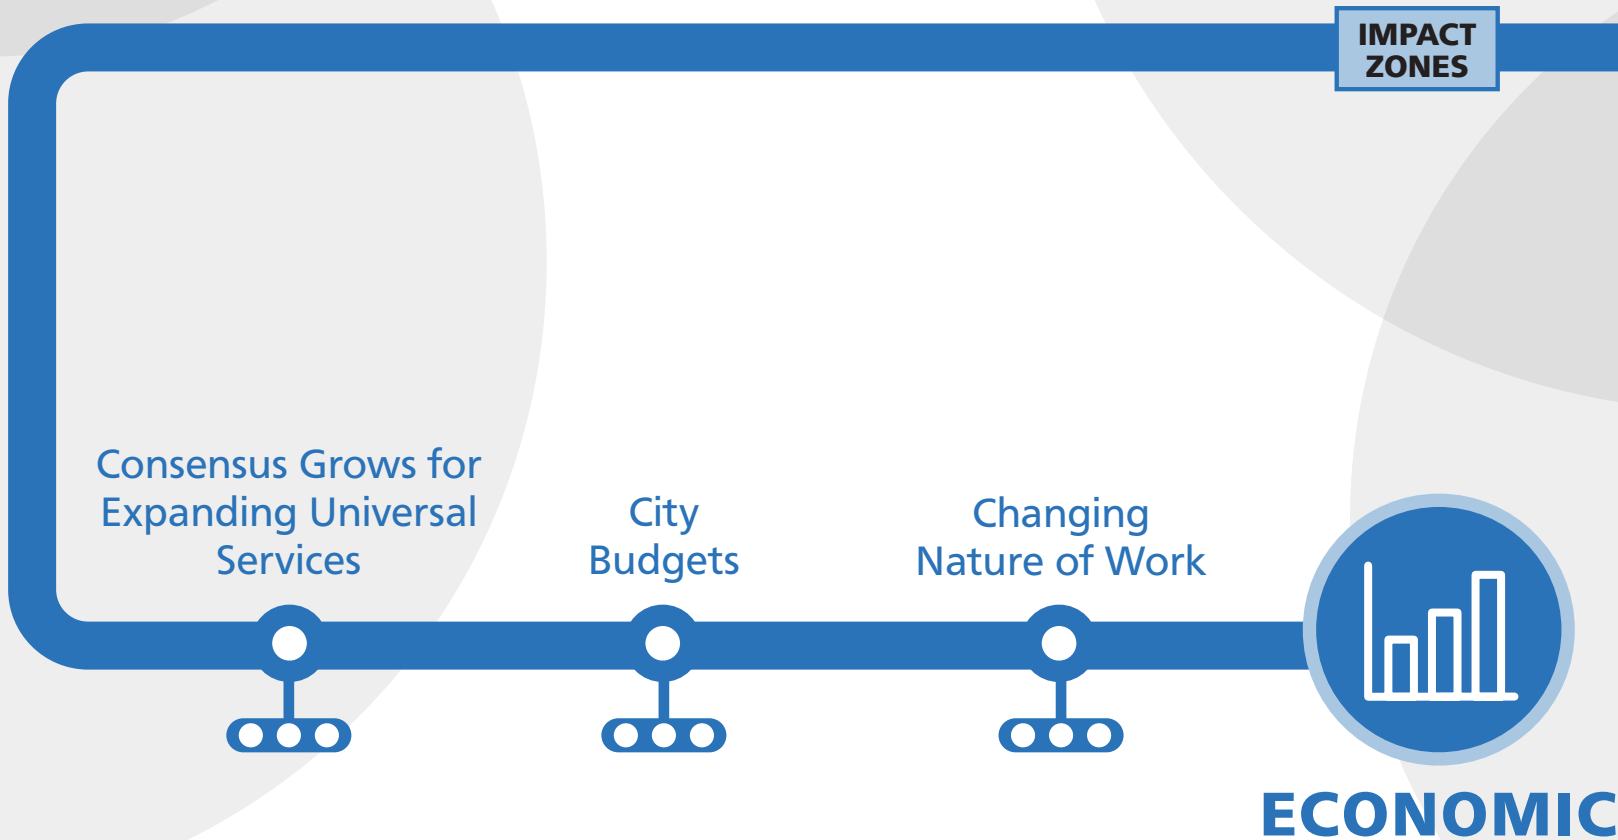 IMPACT
ZONES
Consensus Grows for
Expanding Universal
Services
City
Budgets
Changing
Nature of Work
ECONOMIC